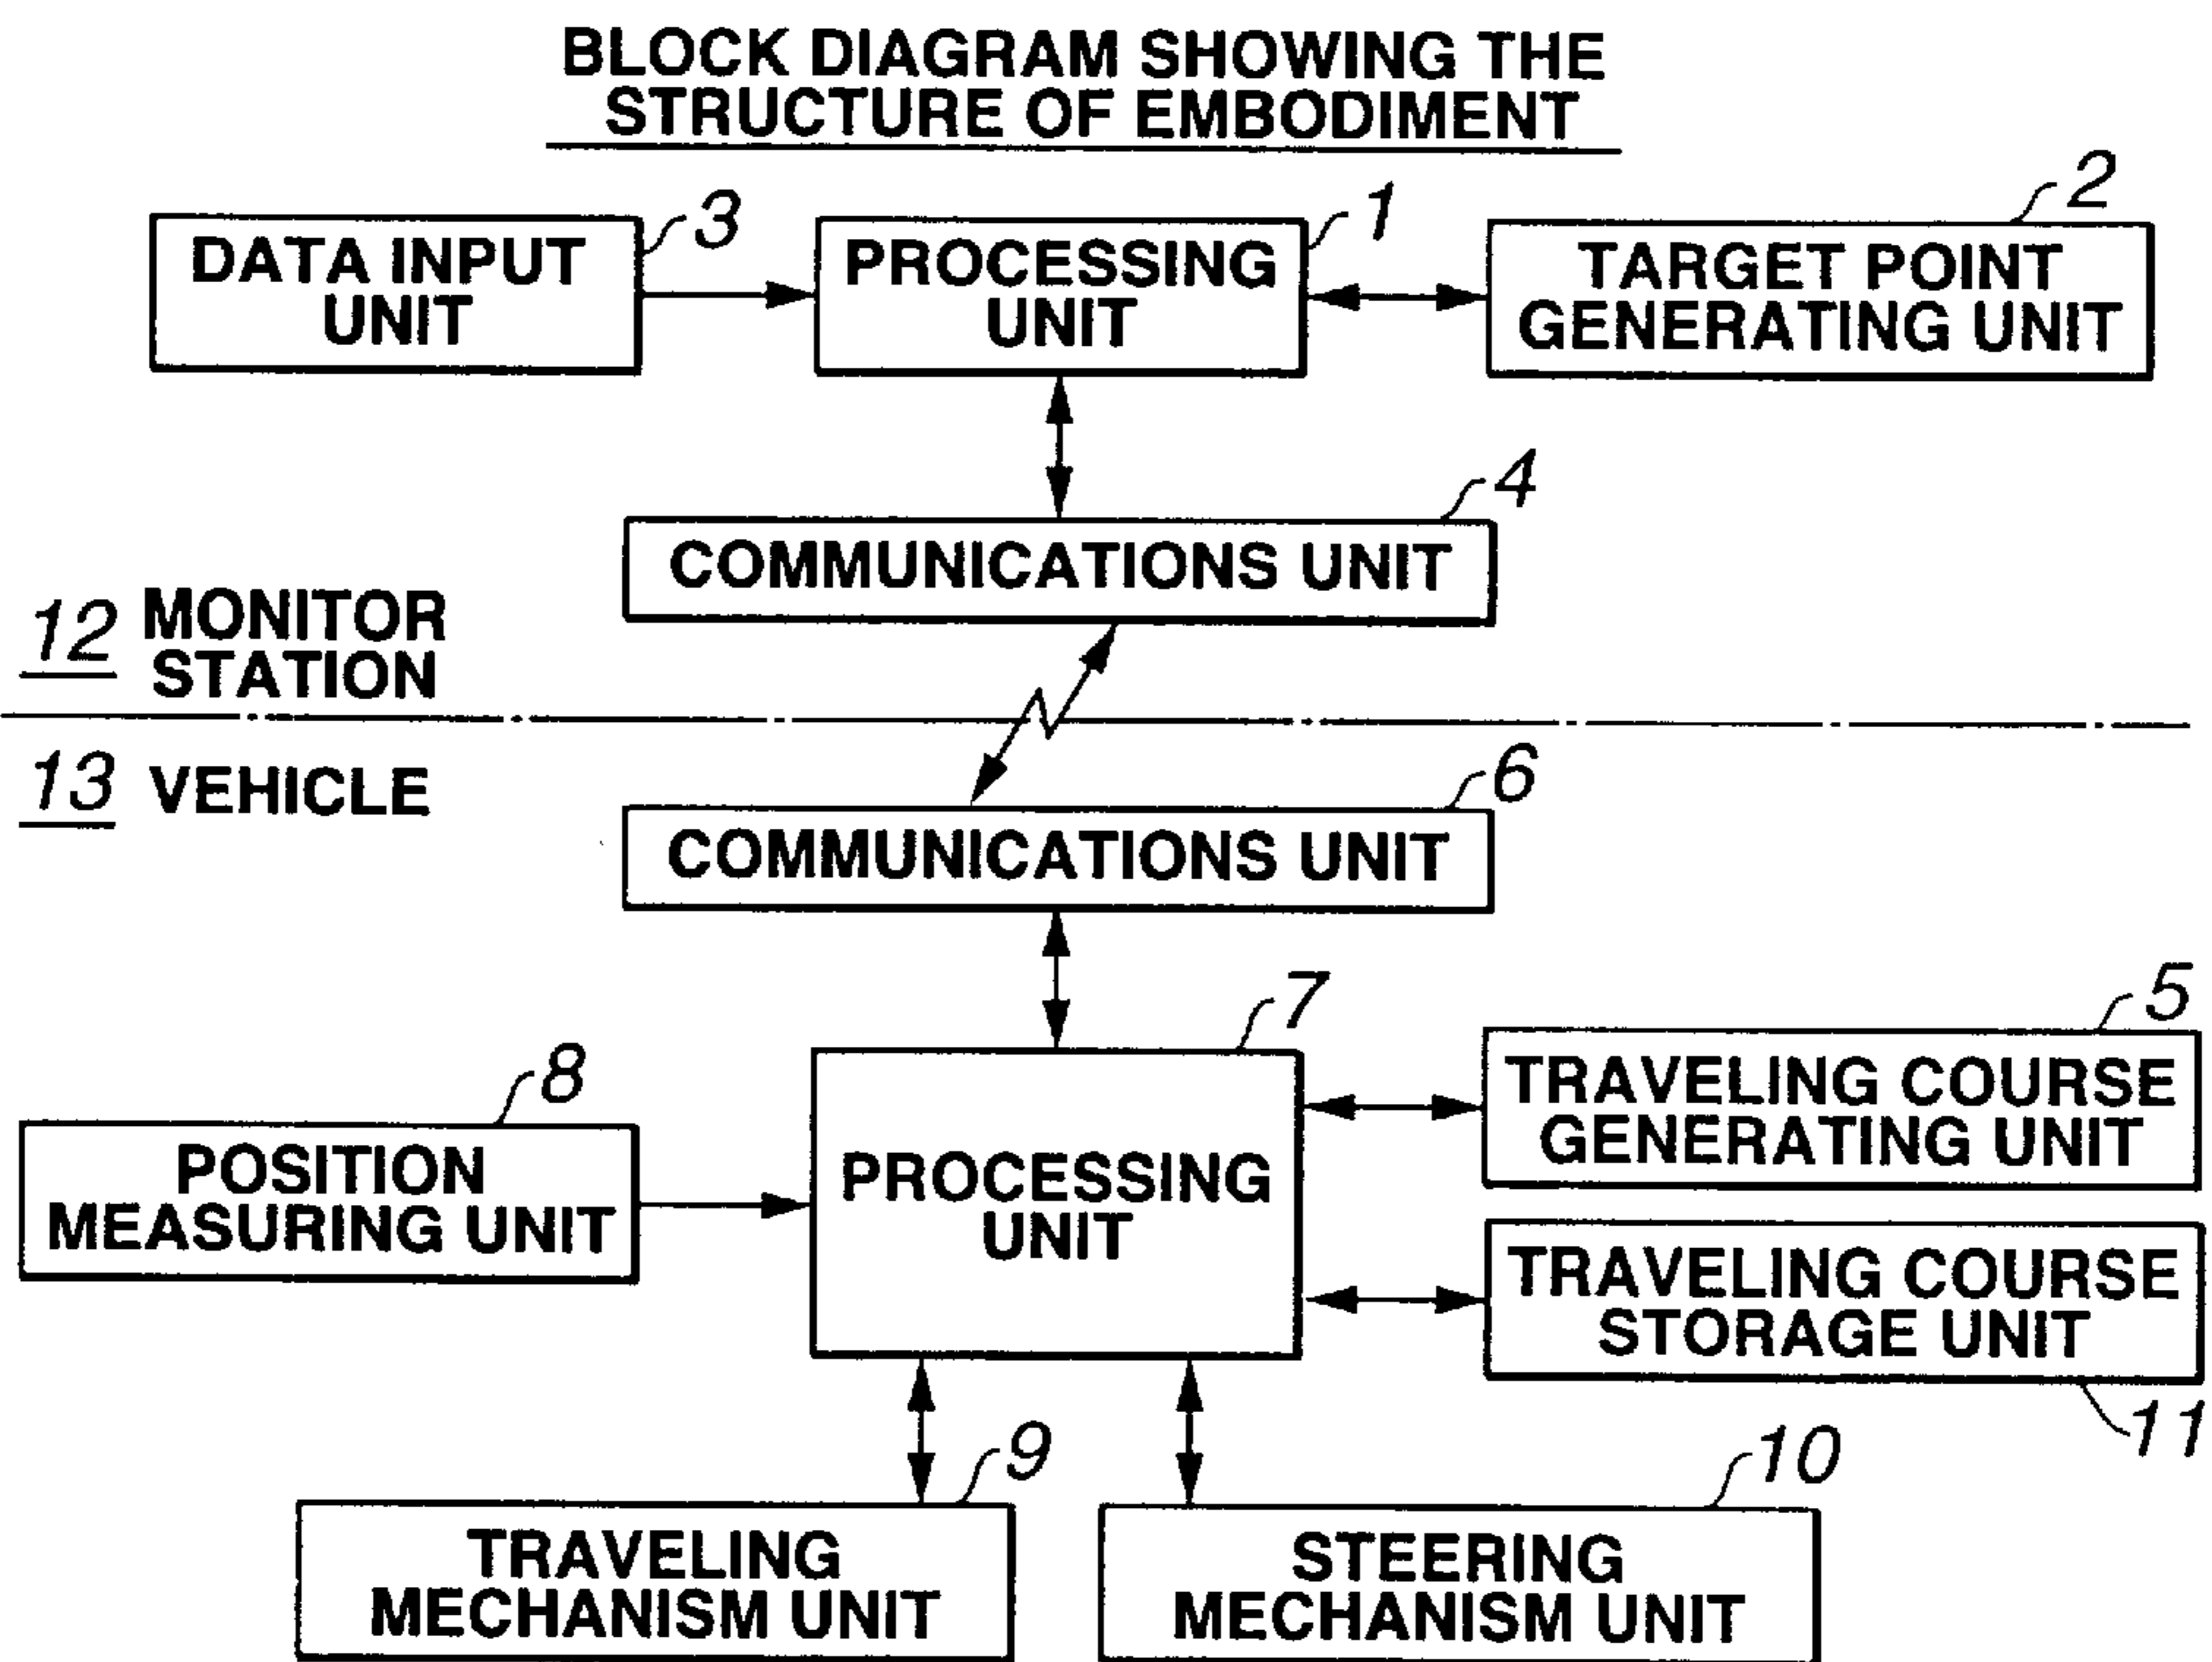 BLOCK DIAGRAM SHOWING THE
STRUCTURE OF EMBODIMENT
3
1
2
DATA INPUT
UNIT
PROCESSING
UNIT
TARGET POINT
GENERATING UNIT
4
COMMUNICATIONS UNIT
12 MONITOR
STATION
13 VEHICLE
6
COMMUNICATIONS UNIT
7
5
8
TRAVELING COURSE
GENERATING UNIT
POSITION
MEASURING UNIT
PROCESSING
UNIT
TRAVELING COURSE
STORAGE UNIT
11
9
10
TRAVELING
MECHANISM UNIT
STEERING
MECHANISM UNIT